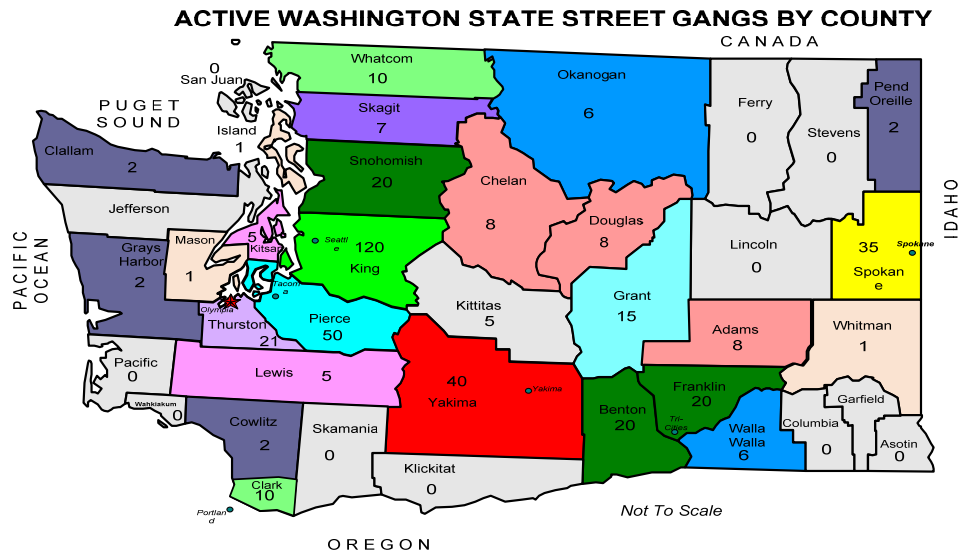 ACTIVE WASHINGTON STATE STREET GANGS BY COUNTY
CANADA
Whatcom
10
Okanogan
6
0
San Juan
PUGET
SOUND
Skagit
7
Ferry
0
Stevens
0
Pend
Oreille
2
Island
1
Clallam
2
Snohomish
20
Chelan
8
IDAHO
Jefferson
Douglas
8
PACIFIC
OCEAN
Grays
Harbor
2
Mason
1
5
Kitsap
Seattl
e
120
King
Lincoln
0
35
Spokan
e
Spokane
Tacom
a
Grant
15
Kittitas
5
Olympia
Thurston
21
Pierce
50
Adams
8
Whitman
1
Pacific
0
Lewis 5
40
Yakima
Yakima
Franklin
20
Garfield
Wahkiakum
0
Benton
20
Tri-
Cities
Cowlitz
2
Skamania
0
Walla
Walla
6
Columbia
0
Asotin
0
Klickitat
0
Clark
10
Portlan
d
Not To Scale
OREGON